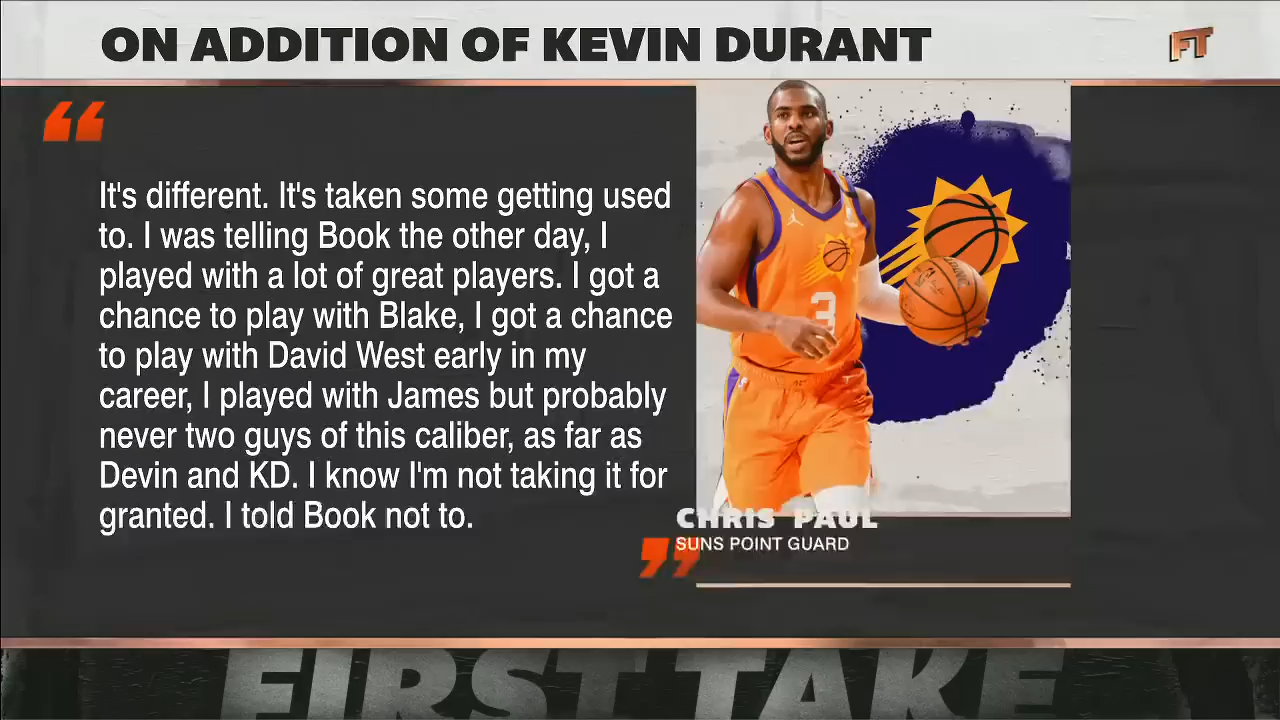 ON ADDITION OF KEVIN DURANT
FT
“
It's different. It's taken some getting used
to. I was telling Book the other day, I
played with a lot of great players. I got a
chance to play with Blake, I got a chance
to play with David West early in my
career, I played with James but probably
never two guys of this caliber, as far as
Devin and KD. I know I'm not taking it for
granted. I told Book not to.
”
3
CHRIS PAUL
SUNS POINT GUARD
FIRST TAKE